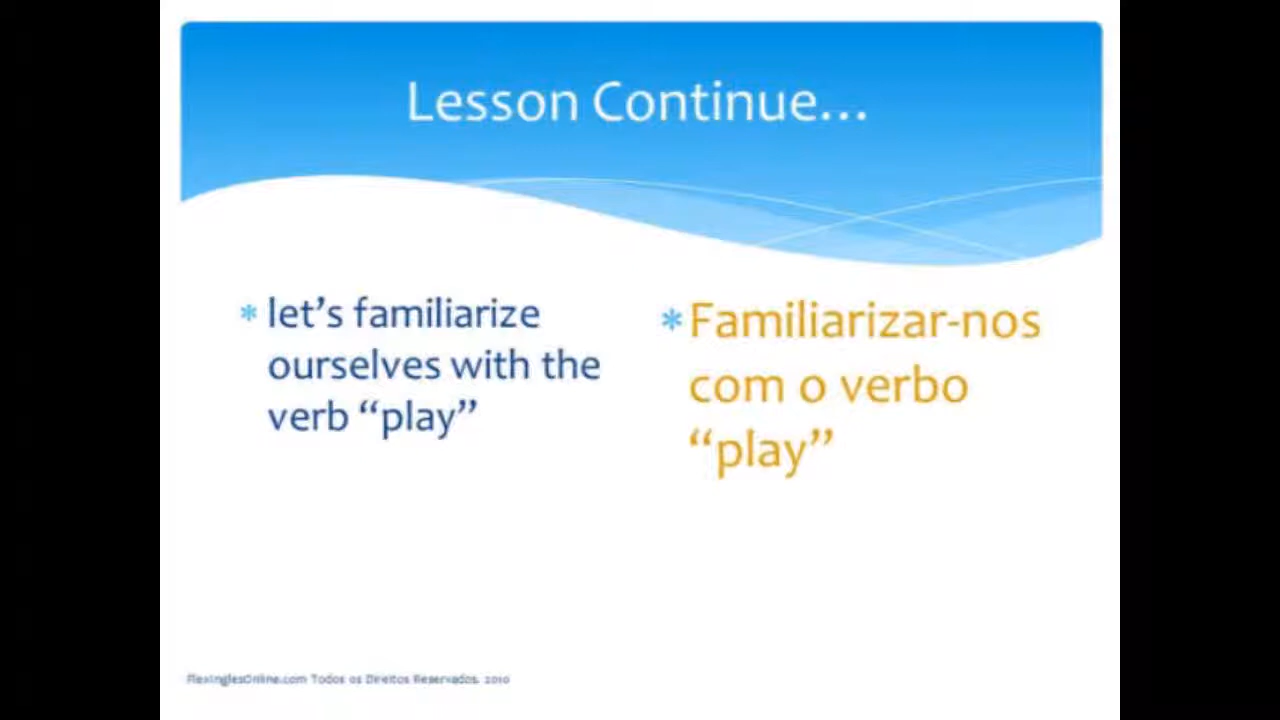 Lesson Continue...
let’s familiarize
ourselves with the
verb “play”
Familiarizar-nos
com o verbo
“play”
FlexInglesOnline.com Todos os Direitos Reservados. 2010